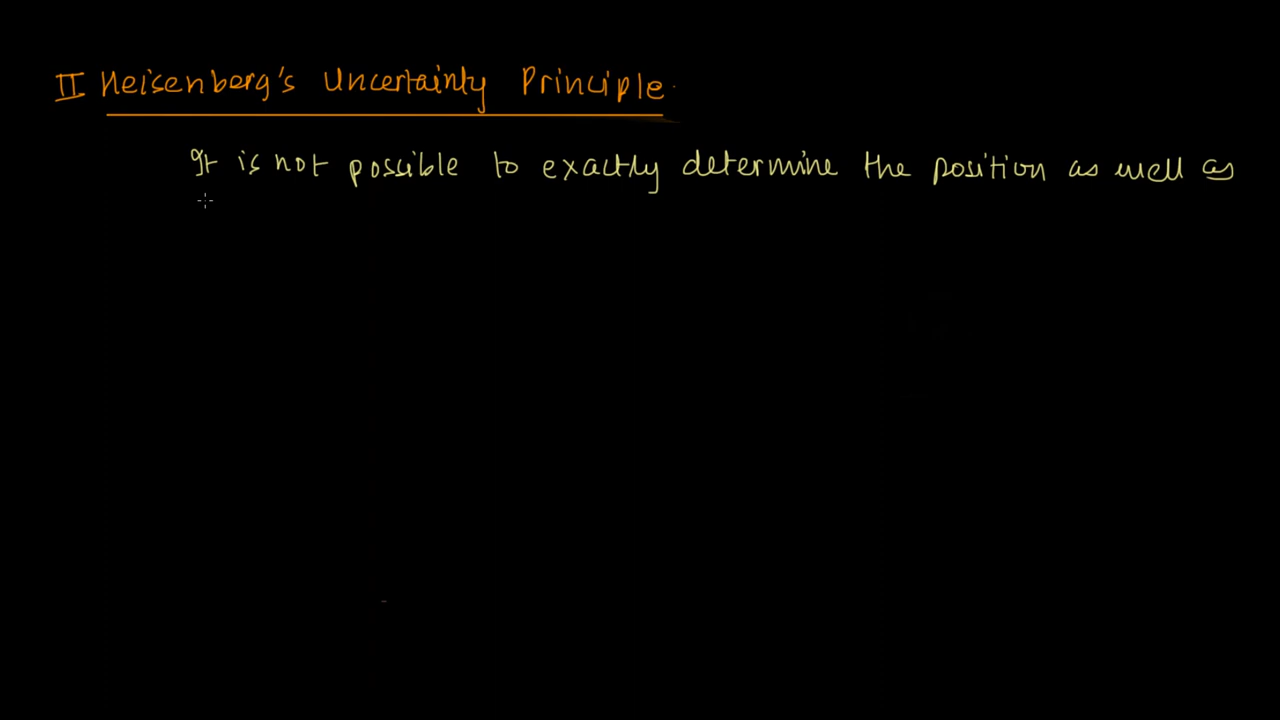 II Heisenberg's Uncertainty Principle
It is not possible to exactly determine the position as well as